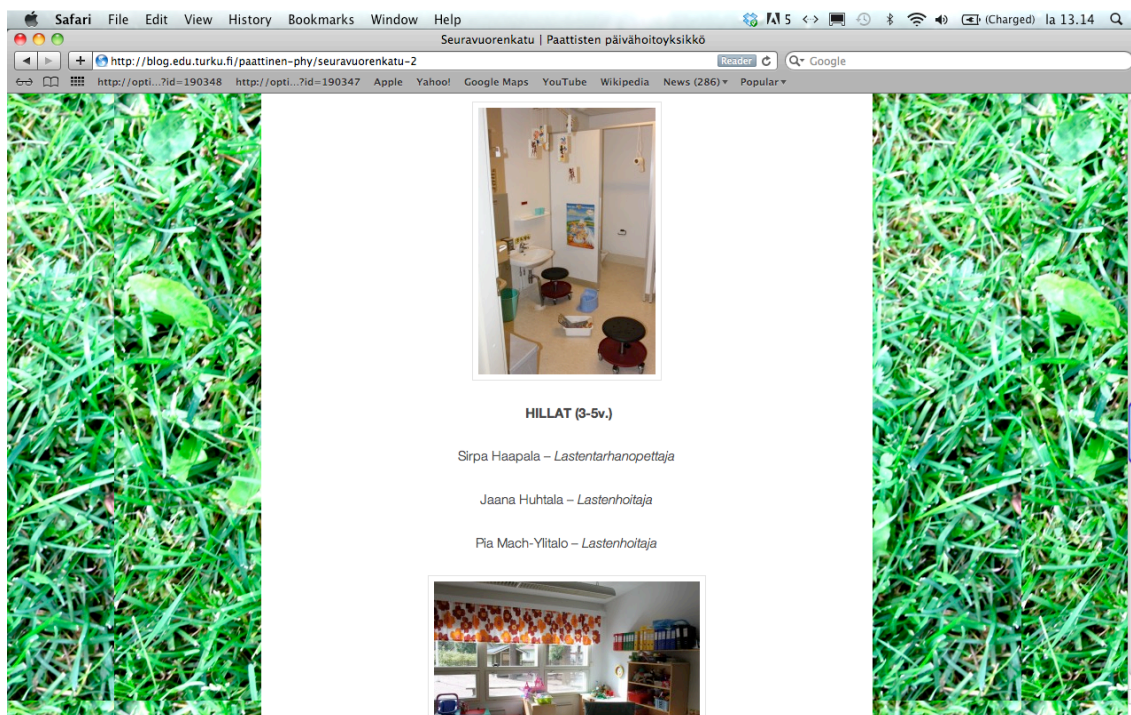 Safari File Edit View History Bookmarks Window Help 5 (Charged) la 13.14
Seuravuorenkatu | Paattisten päivähoitoyksikkö
http://blog.edu.turku.fi/paattinen-phy/seuravuorenkatu-2 Reader Google
http://opti...?id=190348 http://opti...?id=190347 Apple Yahoo! Google Maps YouTube Wikipedia News (286) Popular
HILLAT (3-5v.)
Sirpa Haapala – Lastentarhanopettaja
Jaana Huhtala – Lastenhoitaja
Pia Mach-Ylitalo – Lastenhoitaja